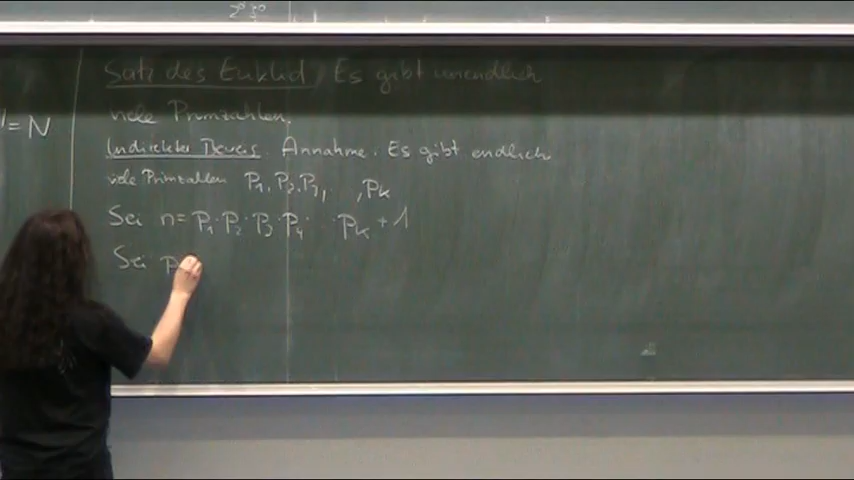 Satz des Euklid Es gibt unendlich
viele Primzahlen.
= N
Indirekter Beweis. Annahme. Es gibt endlich
viele Primzahlen P₁, P₂, P₃, , Pₖ
Sei n = P₁ · P₂ · P₃ · P₄ · · Pₖ + 1
Sei p